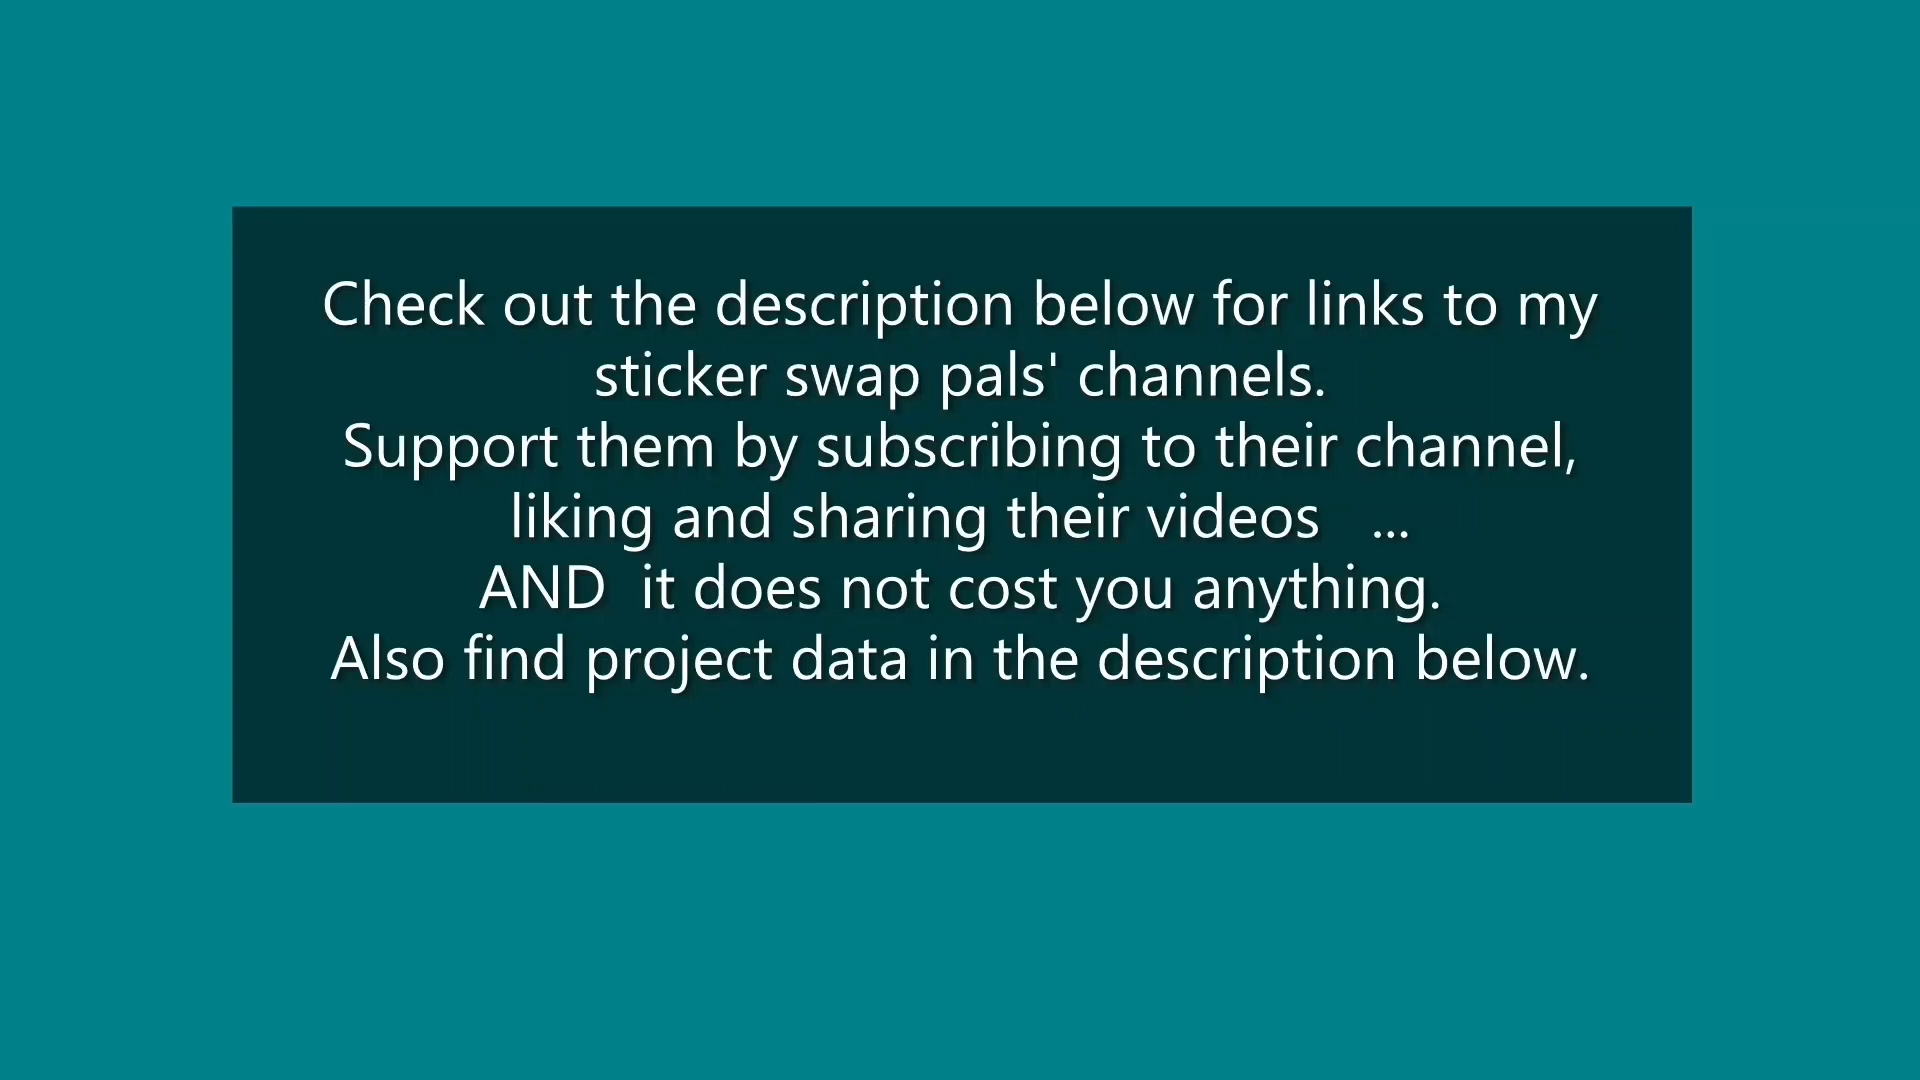 Check out the description below for links to my
sticker swap pals' channels.
Support them by subscribing to their channel,
liking and sharing their videos   ...
AND  it does not cost you anything.
Also find project data in the description below.